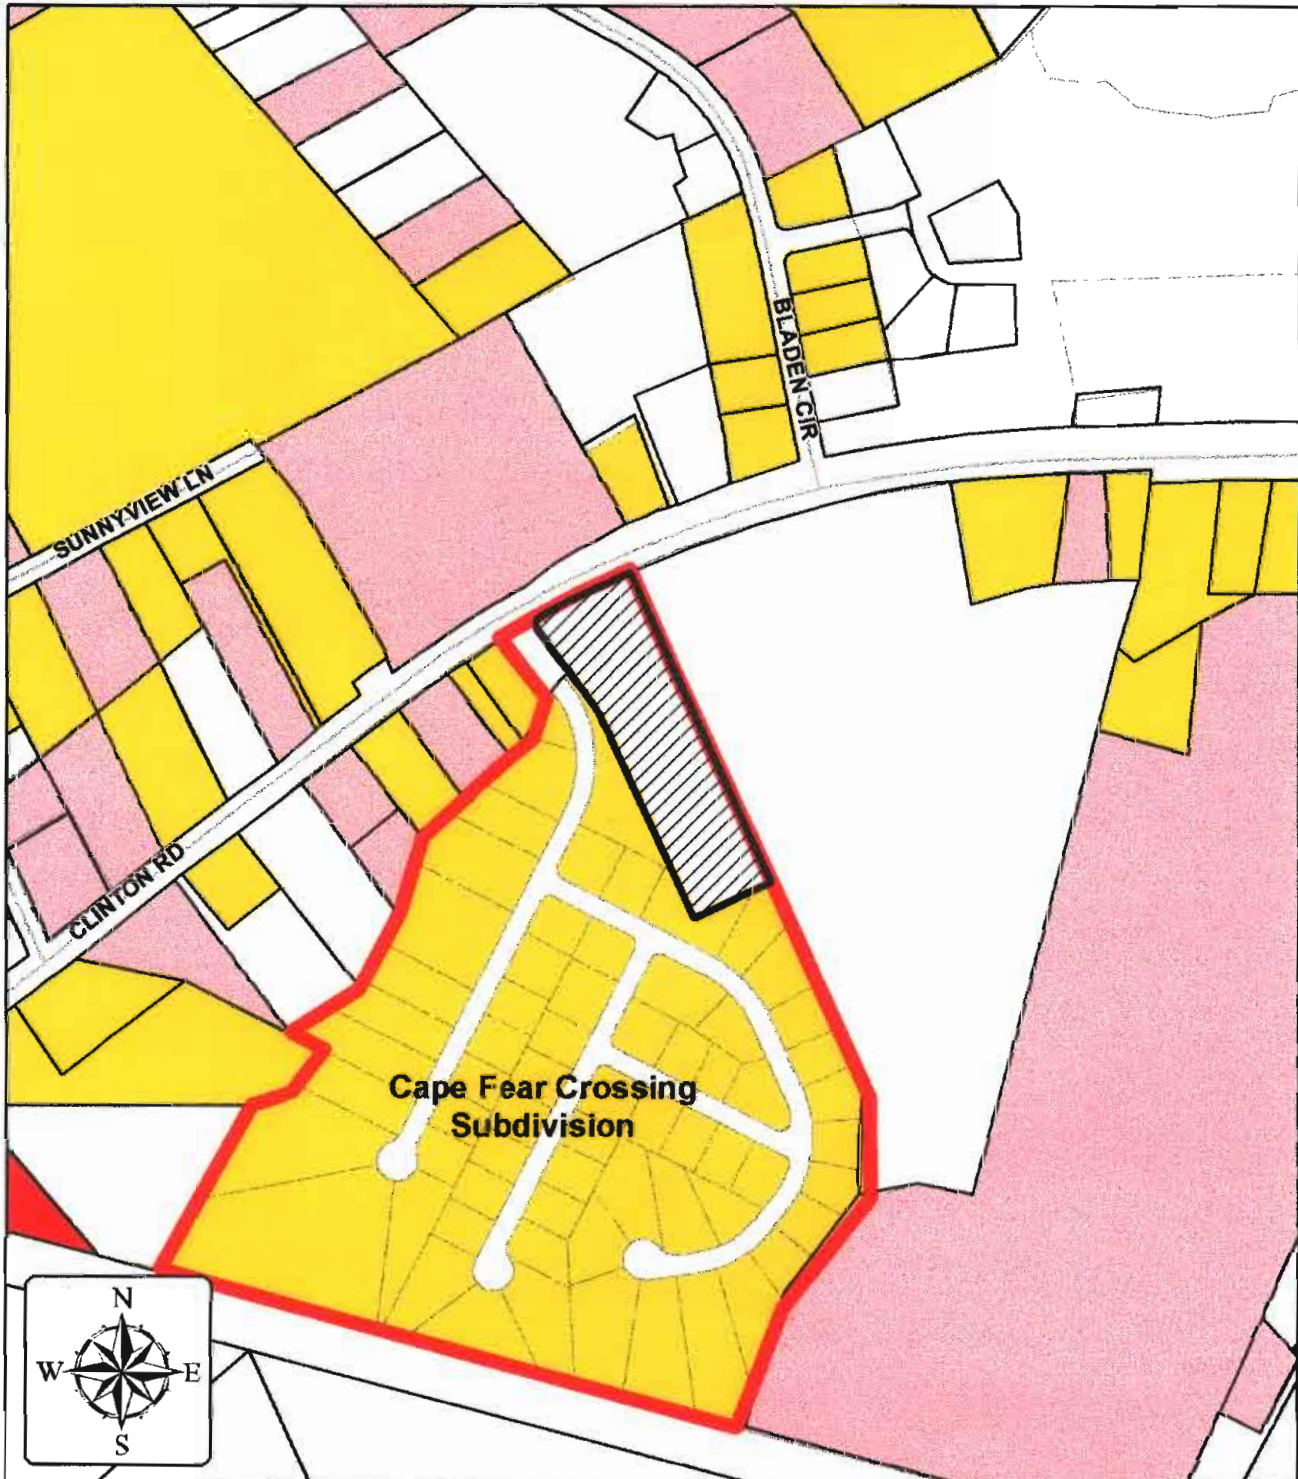 BLADEN CIR
SUNNYVIEW LN
CLINTON RD
Cape Fear Crossing
Subdivision
N
W E
S